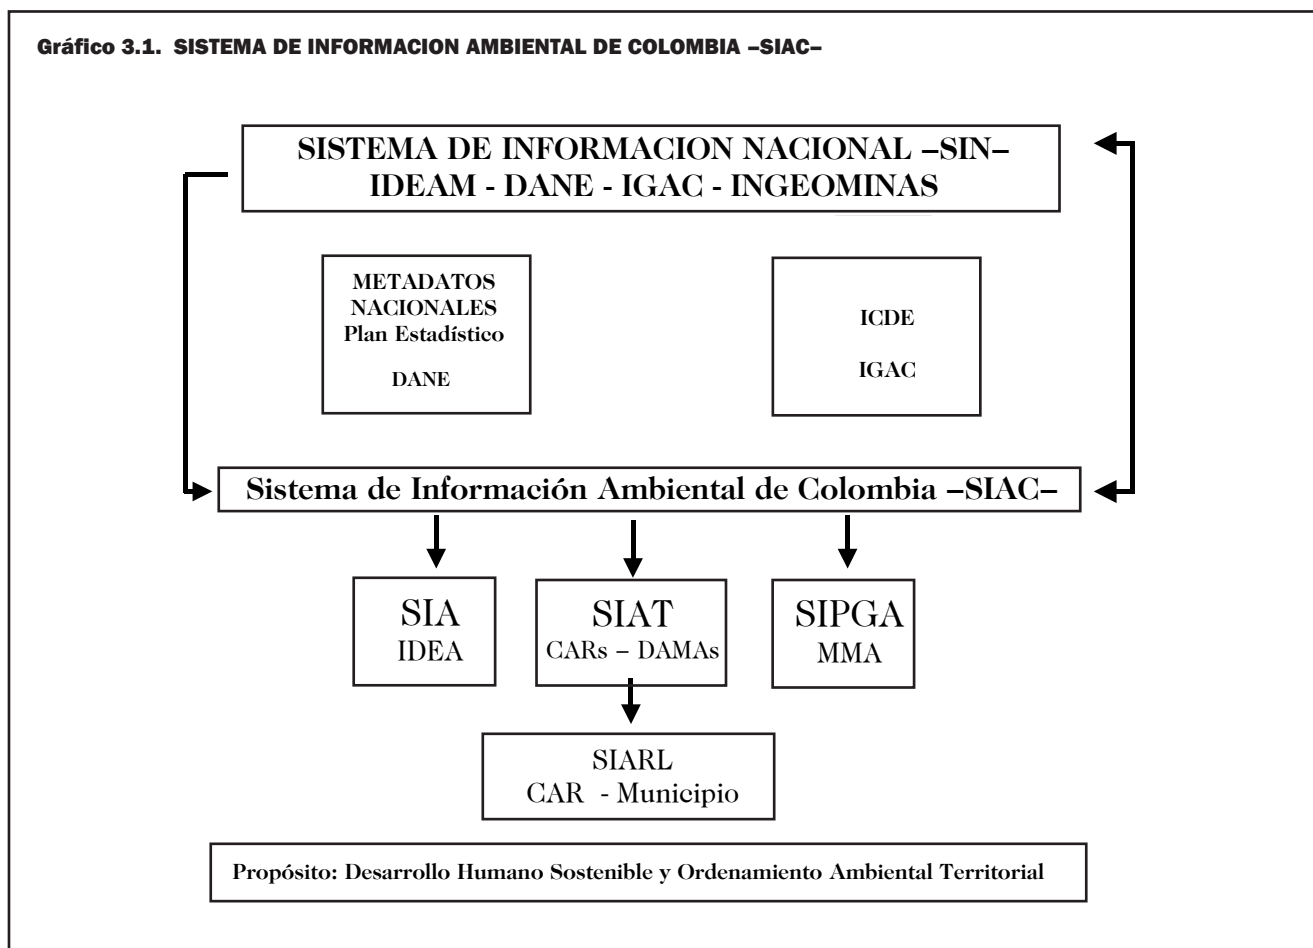 Gráfico 3.1. SISTEMA DE INFORMACION AMBIENTAL DE COLOMBIA –SIAC–
SISTEMA DE INFORMACION NACIONAL –SIN–
IDEAM - DANE - IGAC - INGEOMINAS
METADATOS
NACIONALES
Plan Estadístico
DANE
ICDE
IGAC
Sistema de Información Ambiental de Colombia –SIAC–
SIA
IDEA
SIAT
CARs – DAMAs
SIPGA
MMA
SIARL
CAR - Municipio
Propósito: Desarrollo Humano Sostenible y Ordenamiento Ambiental Territorial